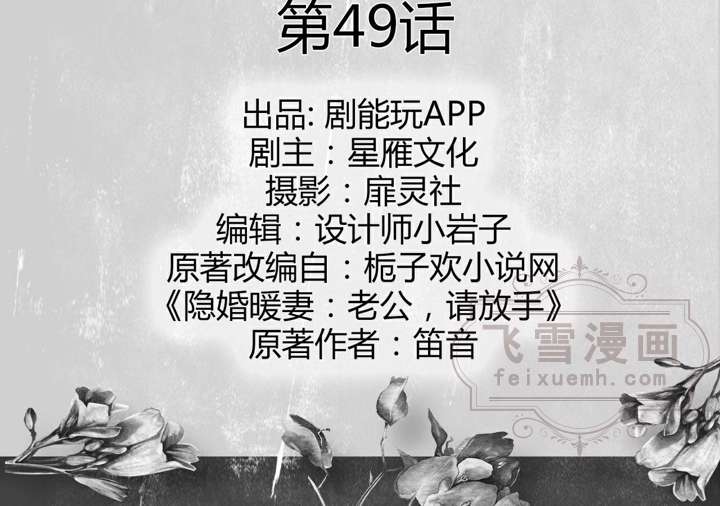 第49话
出品: 剧能玩APP
剧主：星雁文化
摄影：扉灵社
编辑：设计师小岩子
原著改编自：栀子欢小说网
《隐婚暖妻：老公，请放手》
原著作者：笛音
飞雪漫画
feixuemh.com